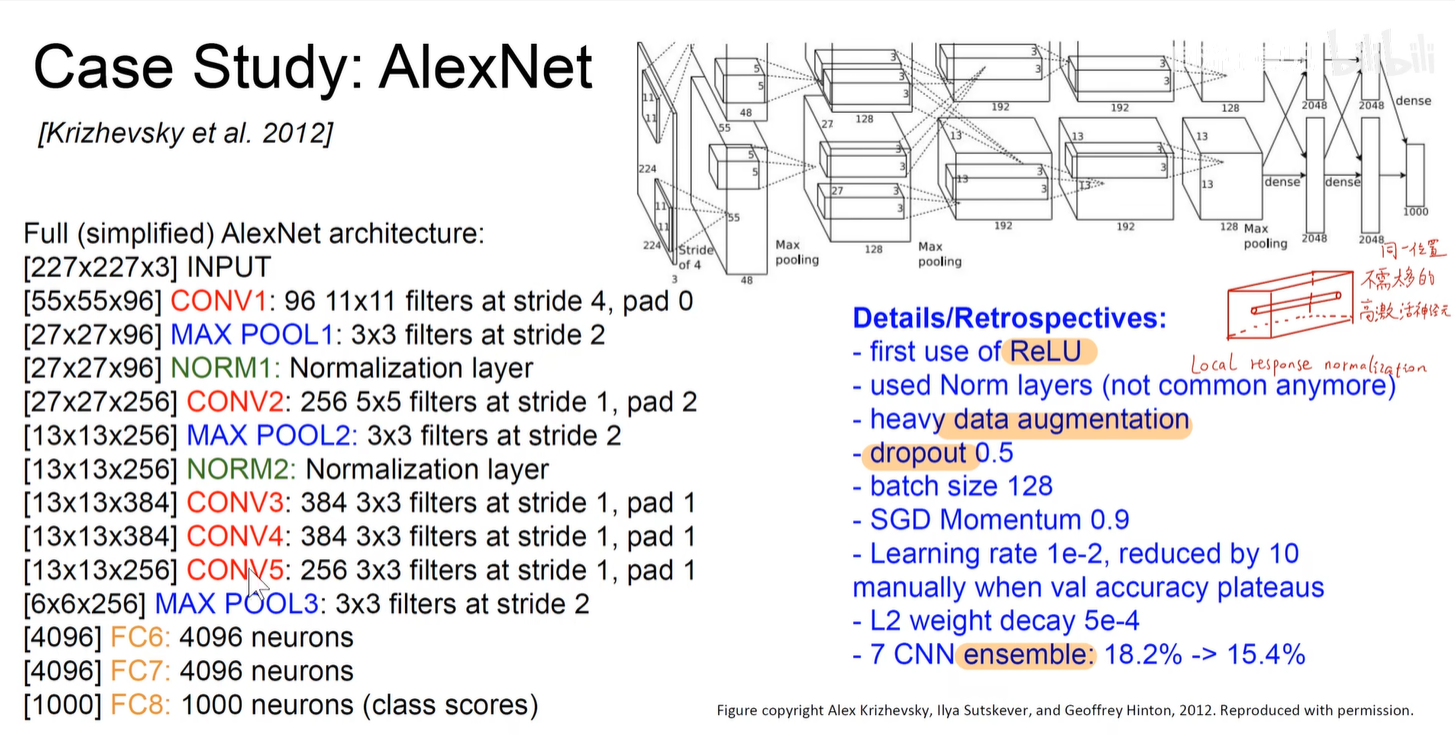 Case Study: AlexNet
[Krizhevsky et al. 2012]
Full (simplified) AlexNet architecture:
[227x227x3] INPUT
[55x55x96] CONV1: 96 11x11 filters at stride 4, pad 0
[27x27x96] MAX POOL1: 3x3 filters at stride 2
[27x27x96] NORM1: Normalization layer
[27x27x256] CONV2: 256 5x5 filters at stride 1, pad 2
[13x13x256] MAX POOL2: 3x3 filters at stride 2
[13x13x256] NORM2: Normalization layer
[13x13x384] CONV3: 384 3x3 filters at stride 1, pad 1
[13x13x384] CONV4: 384 3x3 filters at stride 1, pad 1
[13x13x256] CONV5: 256 3x3 filters at stride 1, pad 1
[6x6x256] MAX POOL3: 3x3 filters at stride 2
[4096] FC6: 4096 neurons
[4096] FC7: 4096 neurons
[1000] FC8: 1000 neurons (class scores)
bilibili
11
11
5
5
48
55
224
11
11
224
3
Stride
of 4
5
5
55
48
Max
pooling
27
128
3
3
3
3
27
3
3
128
Max
pooling
3
3
192
13
13
3
3
192
3
3
192
13
13
3
3
192
128
13
13
128
Max
pooling
2048
2048
dense
dense
dense
1000
2048
2048
同一位置
不需太多的
高激活神经元
Local response normalization
Details/Retrospectives:
- first use of ReLU
- used Norm layers (not common anymore)
- heavy data augmentation
- dropout 0.5
- batch size 128
- SGD Momentum 0.9
- Learning rate 1e-2, reduced by 10
manually when val accuracy plateaus
- L2 weight decay 5e-4
- 7 CNN ensemble: 18.2% -> 15.4%
Figure copyright Alex Krizhevsky, Ilya Sutskever, and Geoffrey Hinton, 2012. Reproduced with permission.